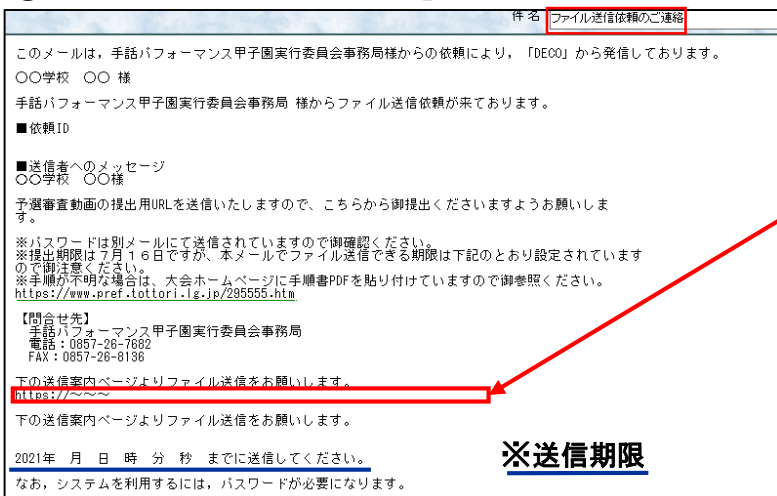 件名 ファイル送信依頼のご連絡
このメールは，手話パフォーマンス甲子園実行委員会事務局様からの依頼により，「DECO」から発信しております。
〇〇学校　〇〇 様
手話パフォーマンス甲子園実行委員会事務局 様からファイル送信依頼が来ております。
■依頼ID
■送信者へのメッセージ
〇〇学校　〇〇様
予選審査動画の提出用URLを送信いたしますので、こちらから御提出くださいますようお願いしま
す。
※パスワードは別メールにて送信されていますので御確認ください。
※提出期限は７月１６日ですが、本メールでファイル送信できる期限は下記のとおり設定されています
ので御注意ください。
※手順が不明な場合は、大会ホームページに手順書PDFを貼り付けていますので御参照ください。
https://www.pref.tottori.lg.jp/295555.htm
【問合せ先】
手話パフォーマンス甲子園実行委員会事務局
電話：0857-26-7682
FAX：0857-26-8136
下の送信案内ページよりファイル送信をお願いします。
https://～～～
下の送信案内ページよりファイル送信をお願いします。
2021年　月　日　時　分　秒　までに送信してください。
※送信期限
なお，システムを利用するには，パスワードが必要になります。